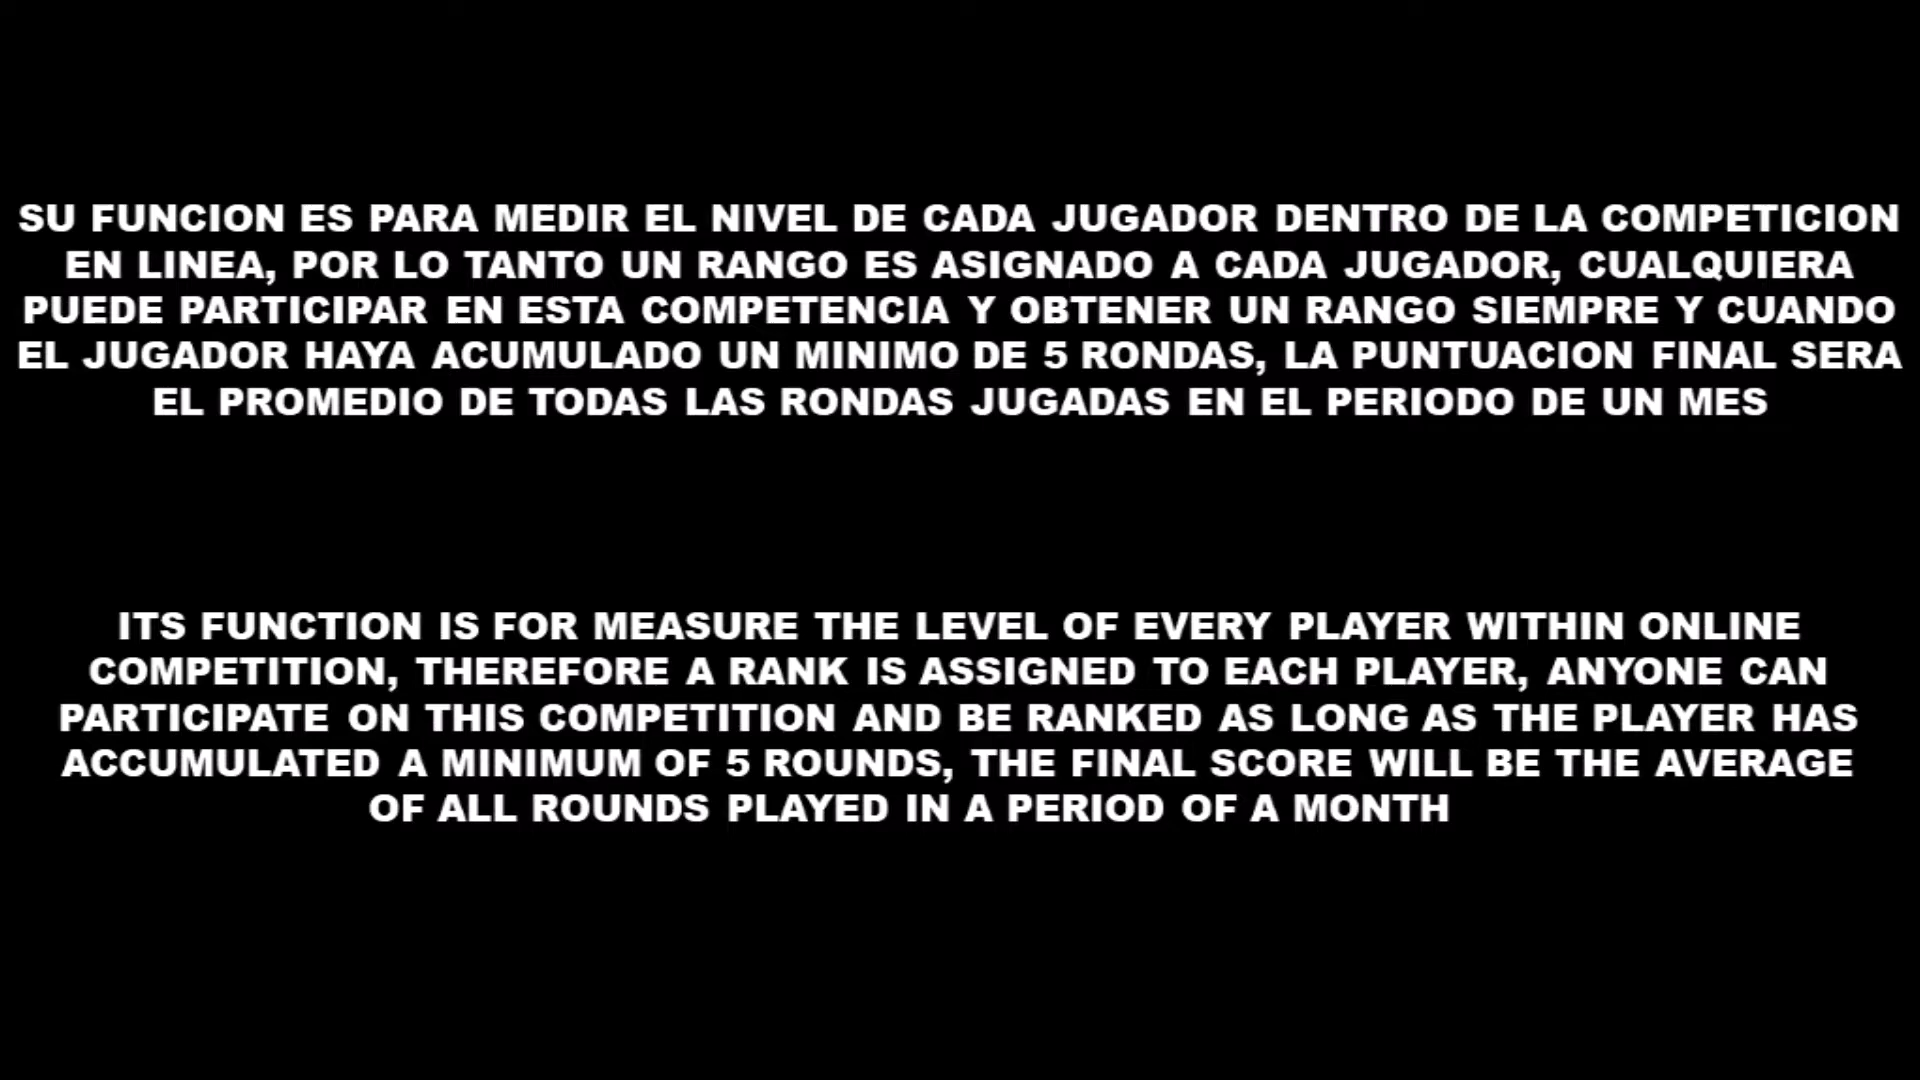 SU FUNCION ES PARA MEDIR EL NIVEL DE CADA JUGADOR DENTRO DE LA COMPETICION
EN LINEA, POR LO TANTO UN RANGO ES ASIGNADO A CADA JUGADOR, CUALQUIERA
PUEDE PARTICIPAR EN ESTA COMPETENCIA Y OBTENER UN RANGO SIEMPRE Y CUANDO
EL JUGADOR HAYA ACUMULADO UN MINIMO DE 5 RONDAS, LA PUNTUACION FINAL SERA
EL PROMEDIO DE TODAS LAS RONDAS JUGADAS EN EL PERIODO DE UN MES
ITS FUNCTION IS FOR MEASURE THE LEVEL OF EVERY PLAYER WITHIN ONLINE
COMPETITION, THEREFORE A RANK IS ASSIGNED TO EACH PLAYER, ANYONE CAN
PARTICIPATE ON THIS COMPETITION AND BE RANKED AS LONG AS THE PLAYER HAS
ACCUMULATED A MINIMUM OF 5 ROUNDS, THE FINAL SCORE WILL BE THE AVERAGE
OF ALL ROUNDS PLAYED IN A PERIOD OF A MONTH